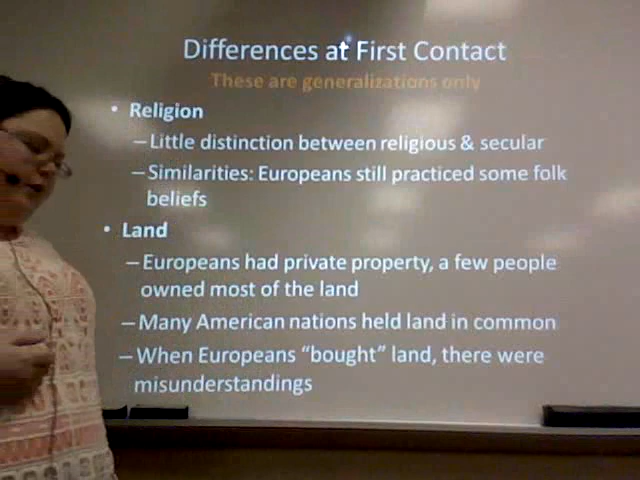 Differences at First Contact
These are generalizations only
• Religion
–Little distinction between religious & secular
–Similarities: Europeans still practiced some folk
beliefs
• Land
–Europeans had private property, a few people
owned most of the land
–Many American nations held land in common
–When Europeans “bought” land, there were
misunderstandings